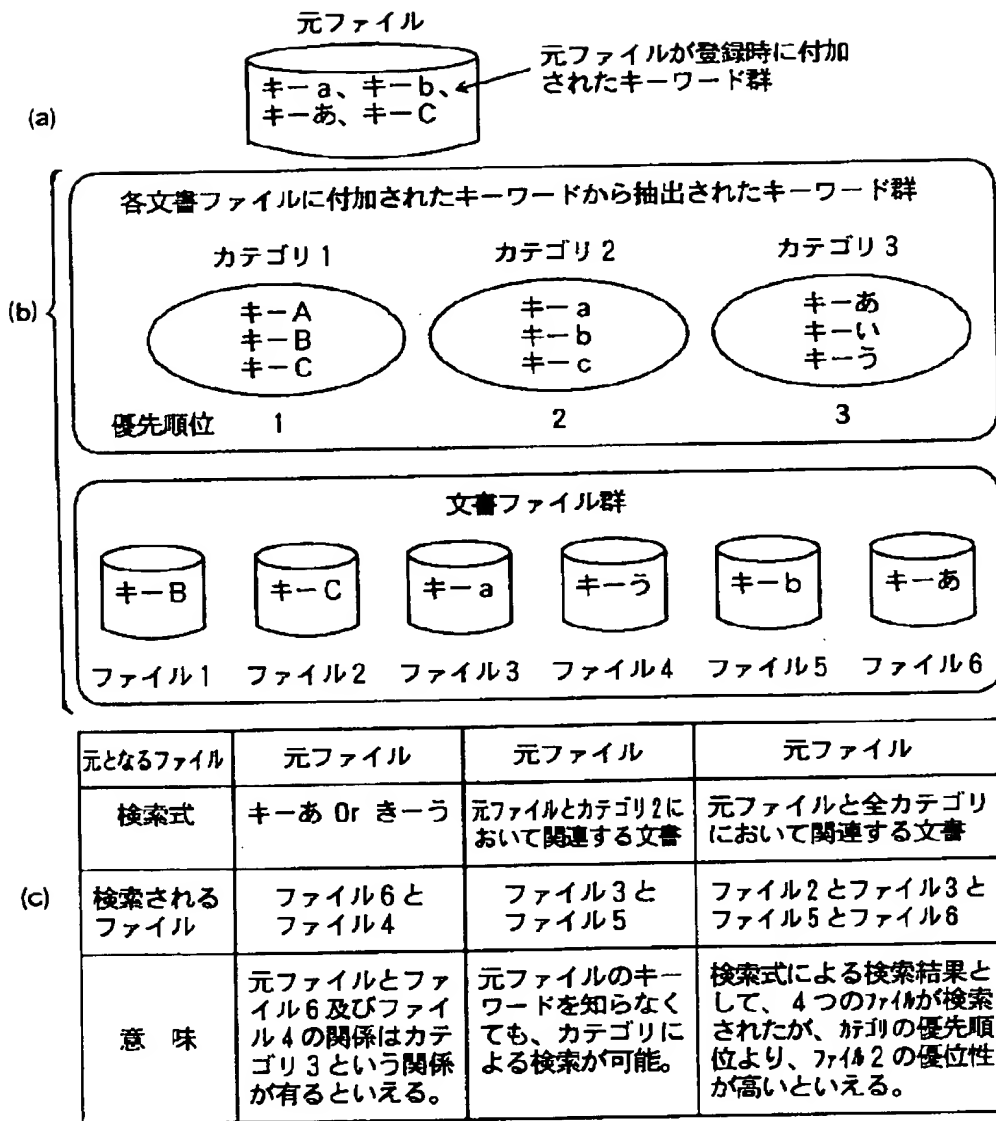 元ファイル
元ファイルが登録時に付加
されたキーワード群
キーa、キーb、
キーあ、キーC
(a)
各文書ファイルに付加されたキーワードから抽出されたキーワード群
カテゴリ1 カテゴリ2 カテゴリ3
(b)
キーA キーa キーあ
キーB キーb キーい
キーC キーc キーう
優先順位 1 2 3
文書ファイル群
キーB キーC キーa キーう キーb キーあ
ファイル1 ファイル2 ファイル3 ファイル4 ファイル5 ファイル6
(c)
元となるファイル 元ファイル 元ファイル 元ファイル
検索式
キーあ Or きーう
元ファイルとカテゴリ2に
おいて関連する文書
元ファイルと全カテゴリ
において関連する文書
検索される
ファイル
ファイル6と
ファイル4
ファイル3と
ファイル5
ファイル2とファイル3と
ファイル5とファイル6
意 味
元ファイルとファ
イル6及びファイ
ル4の関係はカテ
ゴリ3という関係
が有るといえる。
元ファイルのキー
ワードを知らなく
ても、カテゴリに
よる検索が可能。
検索式による検索結果と
して、4つのファイルが検索
されたが、カテゴリの優先順
位より、ファイル2の優位性
が高いといえる。